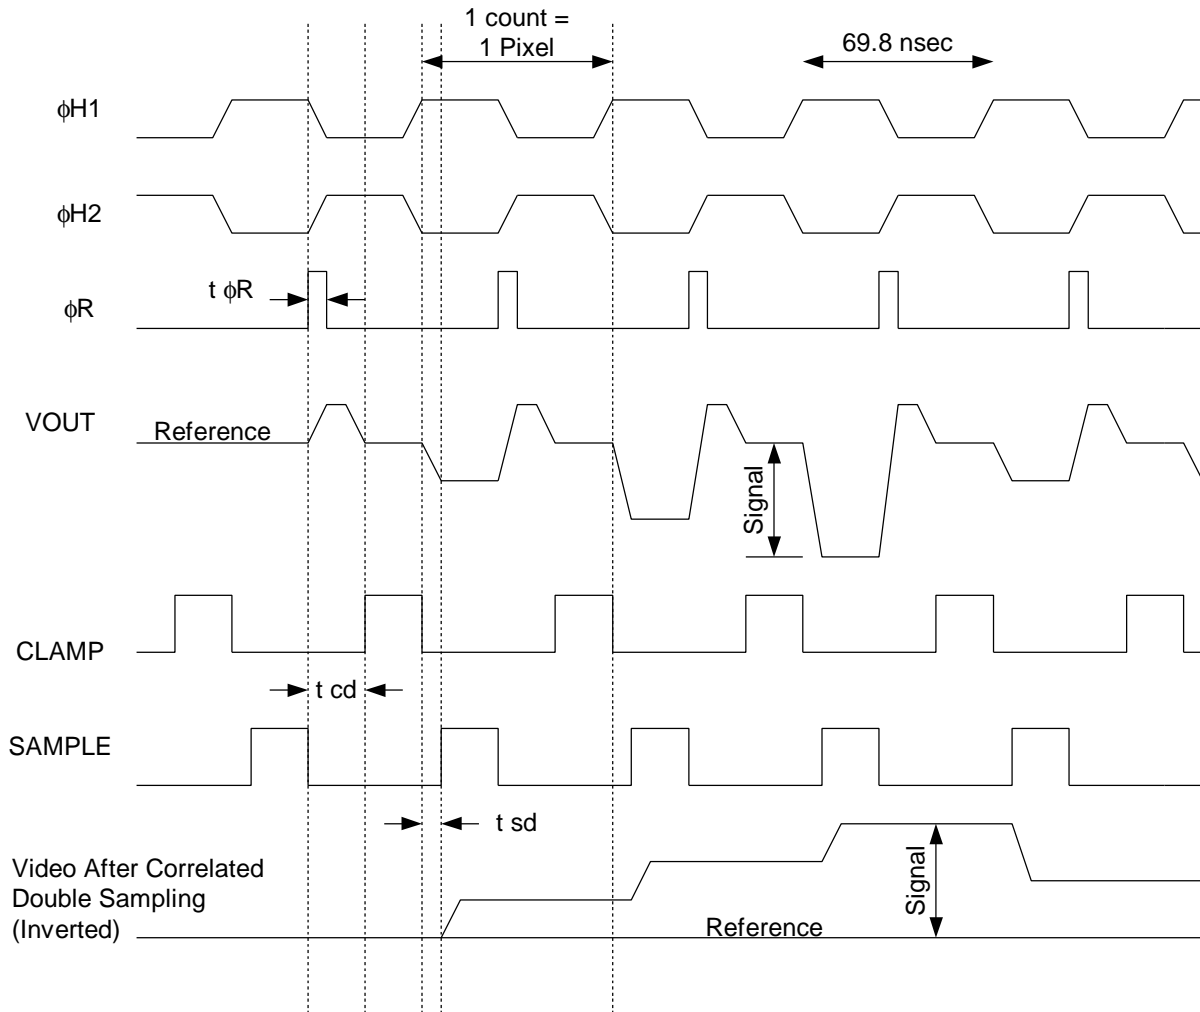 1 count =
1 Pixel
69.8 nsec
ϕH1
ϕH2
t ϕR
ϕR
VOUT
Reference
Signal
CLAMP
t cd
SAMPLE
t sd
Video After Correlated
Double Sampling
(Inverted)
Signal
Reference